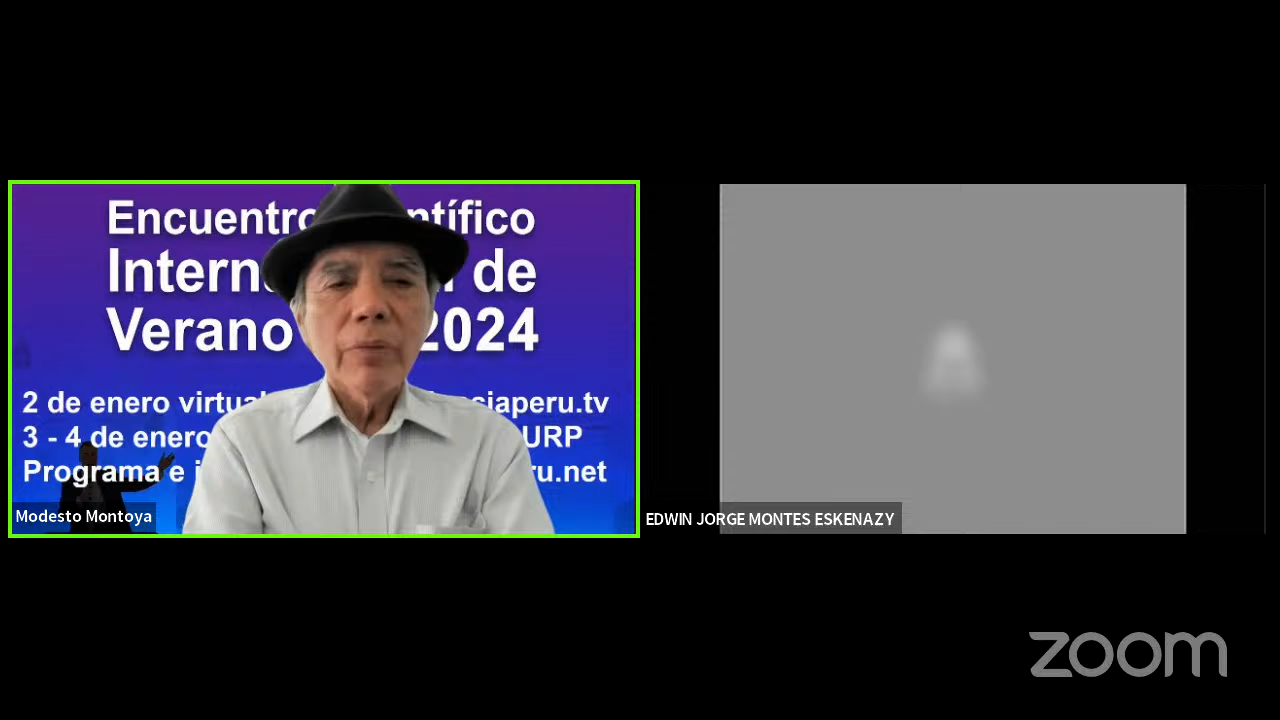 Encuentro ntífico
Intern de
Verano 2024
2 de enero virtual ciaperu.tv
3 - 4 de enero URP
Programa e i ru.net
Modesto Montoya
EDWIN JORGE MONTES ESKENAZY
zoom